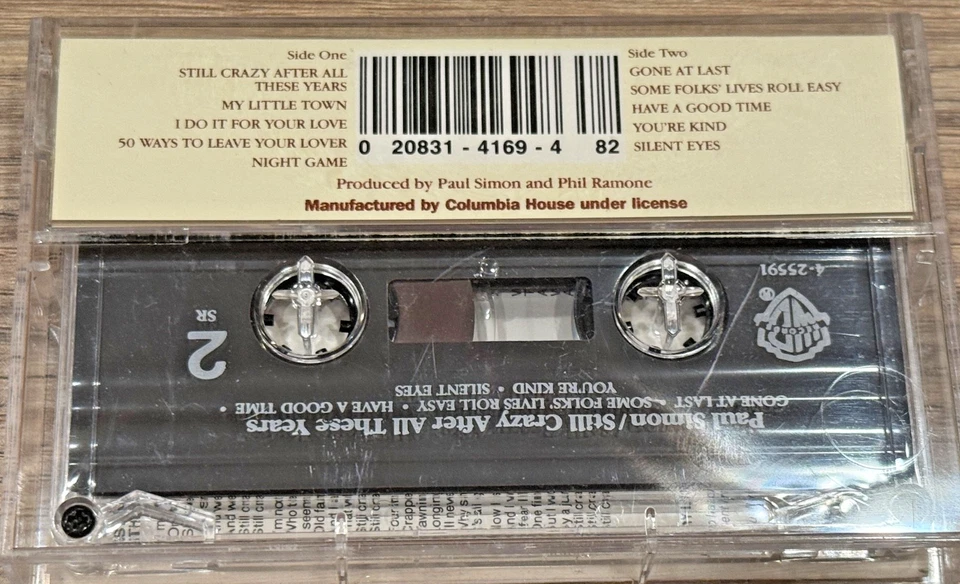 Side One
STILL CRAZY AFTER ALL
THESE YEARS
MY LITTLE TOWN
I DO IT FOR YOUR LOVE
50 WAYS TO LEAVE YOUR LOVER
NIGHT GAME
0 20831 - 4169 - 4 82
Side Two
GONE AT LAST
SOME FOLKS' LIVES ROLL EASY
HAVE A GOOD TIME
YOU'RE KIND
SILENT EYES
Produced by Paul Simon and Phil Ramone
Manufactured by Columbia House under license
Paul Simon/Still Crazy After All These Years
GONE AT LAST • SOME FOLKS' LIVES ROLL EASY • HAVE A GOOD TIME •
YOU'RE KIND • SILENT EYES
2
SR
4-25591